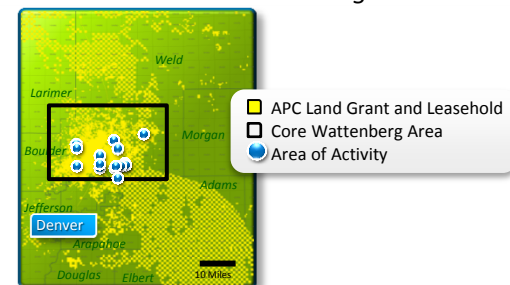 Weld
Larimer
APC Land Grant and Leasehold
Core Wattenberg Area
Area of Activity
Morgan
Boulder
Adams
Jefferson
Denver
Arapahoe
10 Miles
Douglas
Elbert